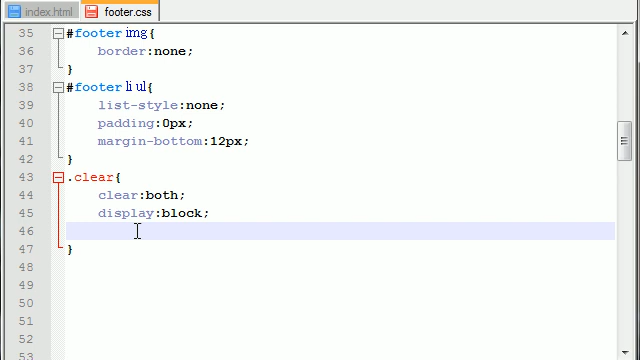 index.html footer.css
35 #footer img{
36 border:none;
37 }
38 #footer li ul{
39 list-style:none;
40 padding:0px;
41 margin-bottom:12px;
42 }
43 .clear{
44 clear:both;
45 display:block;
46
47 }
48
49
50
51
52
53